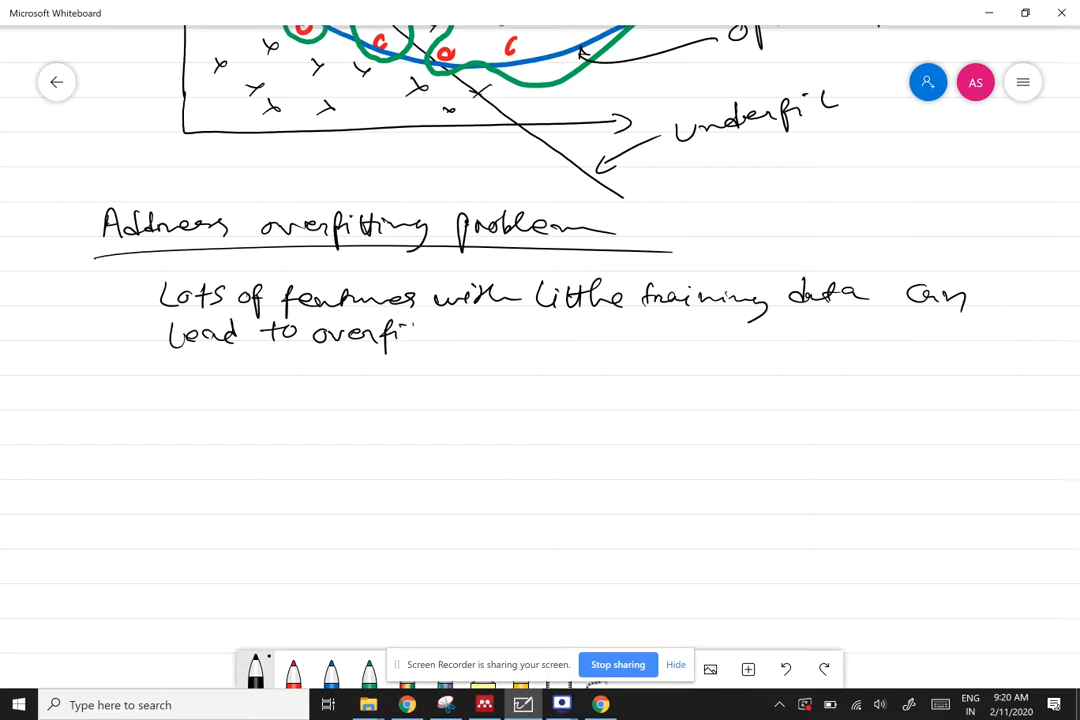 Microsoft Whiteboard
op
AS
underfit
Address overfitting problem
Lots of features with little training data can
lead to overfi
Screen Recorder is sharing your screen.
Stop sharing
Hide
Type here to search
ENG
IN
9:20 AM
2/11/2020